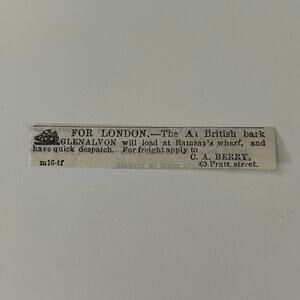 FOR LONDON.—The A1 British bark
GLENALVON will load at Ramsay's wharf, and
have quick despatch. For freight apply to
C. A. BERRY,
m16-tf 63 Pratt street.